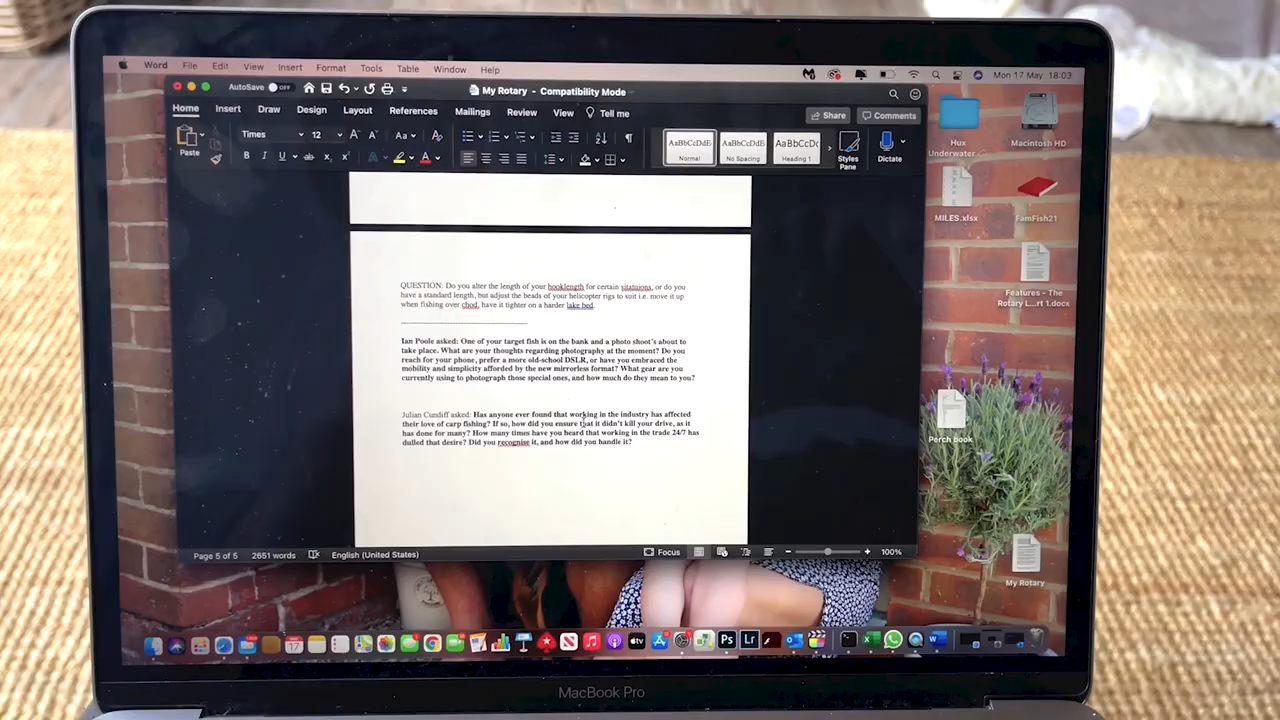 Word File Edit View Insert Format Tools Table Window Help Mon 17 May 18:03
AutoSave OFF My Rotary - Compatibility Mode
Home Insert Draw Design Layout References Mailings Review View Tell me Share Comments
Paste Times 12 AaBbCcDdE Normal AaBbCcDdE No Spacing AaBbCcDc Heading 1 Styles Pane Dictate
QUESTION: Do you alter the length of your hooklength for certain sitatuions, or do you
have a standard length, but adjust the beads of your helicopter rigs to suit i.e. move it up
when fishing over chod, have it tighter on a harder lake bed.
Ian Poole asked: One of your target fish is on the bank and a photo shoot's about to
take place. What are your thoughts regarding photography at the moment? Do you
reach for your phone, prefer a more old-school DSLR, or have you embraced the
mobility and simplicity afforded by the new mirrorless format? What gear are you
currently using to photograph those special ones, and how much do they mean to you?
Julian Cundiff asked: Has anyone ever found that working in the industry has affected
their love of carp fishing? If so, how did you ensure that it didn't kill your drive, as it
has done for many? How many times have you heard that working in the trade 24/7 has
dulled that desire? Did you recognise it, and how did you handle it?
Page 5 of 5 2651 words English (United States) Focus 100%
Hux Underwater
Macintosh HD
MILES.xlsx
FamFish21
Features - The
Rotary L...rt 1.docx
Perch book
My Rotary
17 Ps Lr
MacBook Pro